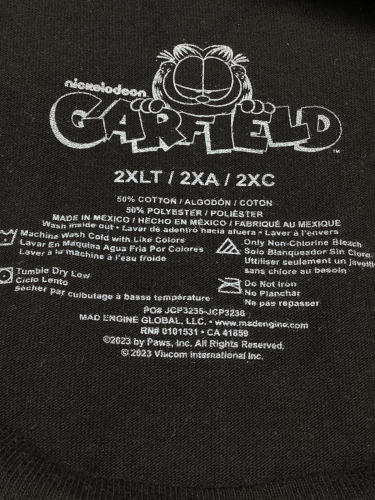 nickelodeon
GARFIELD™
2XLT / 2XA / 2XC
50% COTTON / ALGODÓN / COTON
50% POLYESTER / POLIÉSTER
MADE IN MEXICO / HECHO EN MÉXICO / FABRIQUÉ AU MEXIQUE
Wash inside out • Lavar de adentro hacia afuera • Laver à l'envers
Machine Wash Cold with Like Colors
Lavar En Maquina Agua Fria Por Colores
Laver à la machine à l'eau froide
Only Non-Chlorine Bleach
Solo Blanqueador Sin Cloro
Utiliser seulement un javell
sans chlore au besoin
Tumble Dry Low
Ciclo Lento
Sécher par culbutage à basse température
Do Not Iron
No Planchar
Ne pas repasser
PO# JCP3235-JCP3236
MAD ENGINE GLOBAL, LLC. • www.madengine.com
RN# 0101531 • CA 41859
©2023 by Paws, Inc. All Rights Reserved.
©2023 Viacom International Inc.